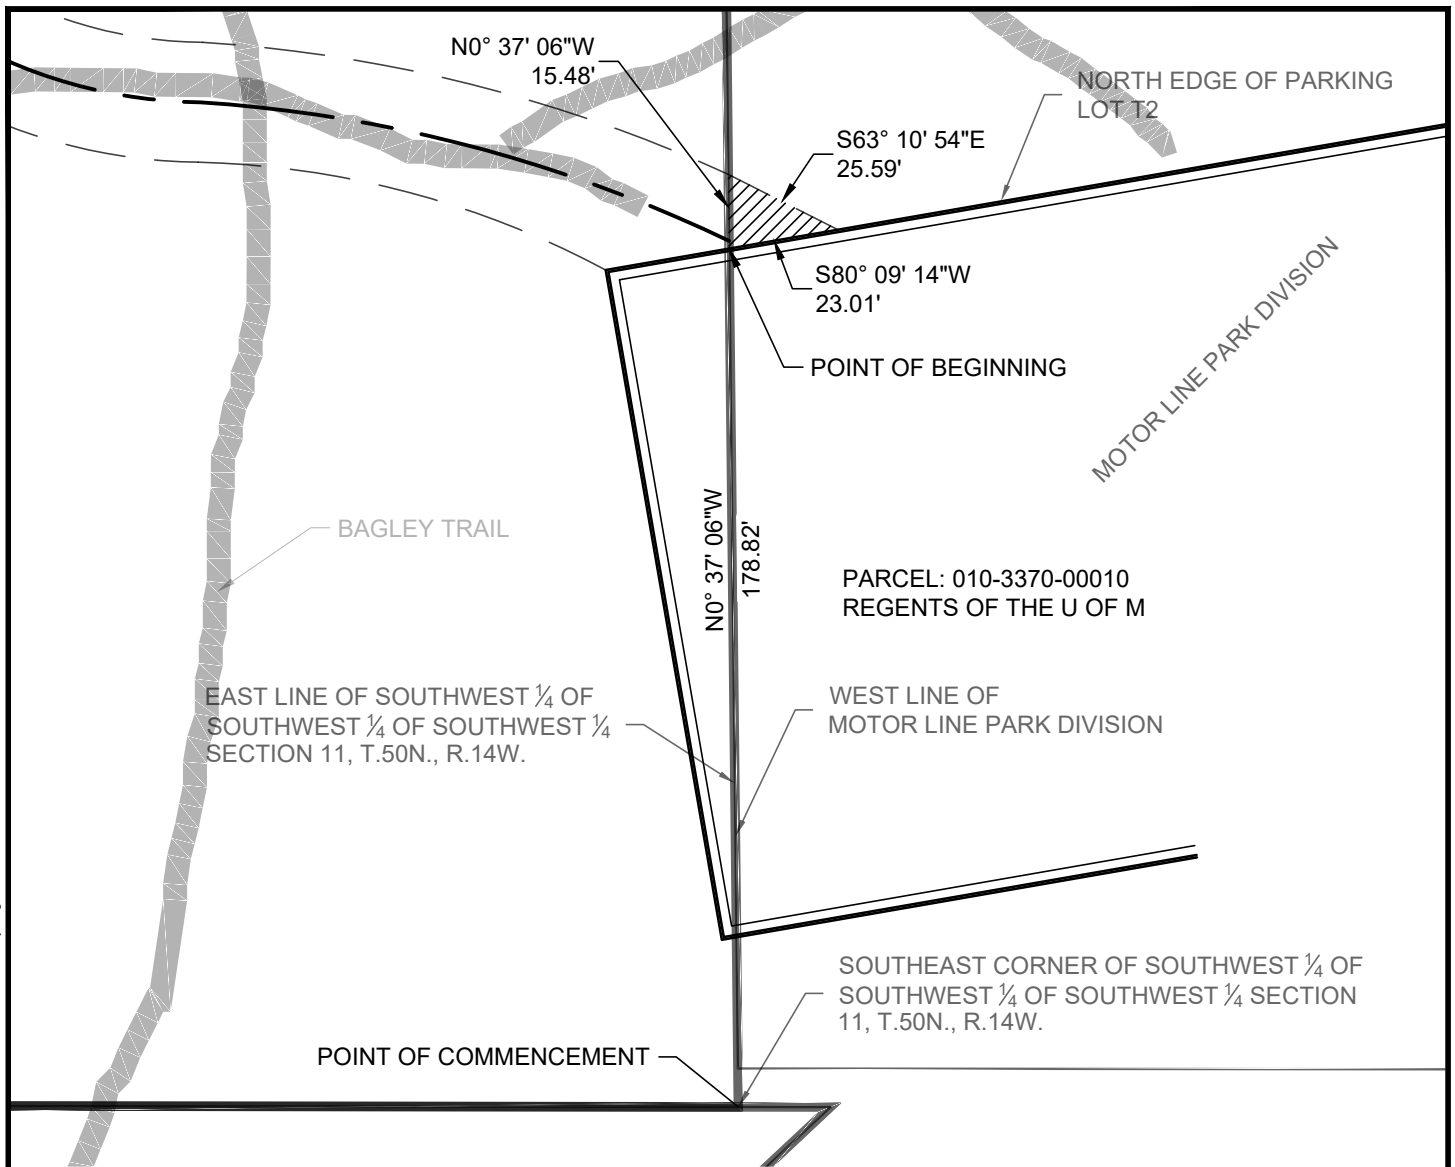 N0° 37' 06"W
15.48'
NORTH EDGE OF PARKING
LOT T2
S63° 10' 54"E
25.59'
S80° 09' 14"W
23.01'
POINT OF BEGINNING
MOTOR LINE PARK DIVISION
N0° 37' 06"W
178.82'
BAGLEY TRAIL
PARCEL: 010-3370-00010
REGENTS OF THE U OF M
EAST LINE OF SOUTHWEST ¼ OF
SOUTHWEST ¼ OF SOUTHWEST ¼
SECTION 11, T.50N., R.14W.
WEST LINE OF
MOTOR LINE PARK DIVISION
SOUTHEAST CORNER OF SOUTHWEST ¼ OF
SOUTHWEST ¼ OF SOUTHWEST ¼ SECTION
11, T.50N., R.14W.
POINT OF COMMENCEMENT